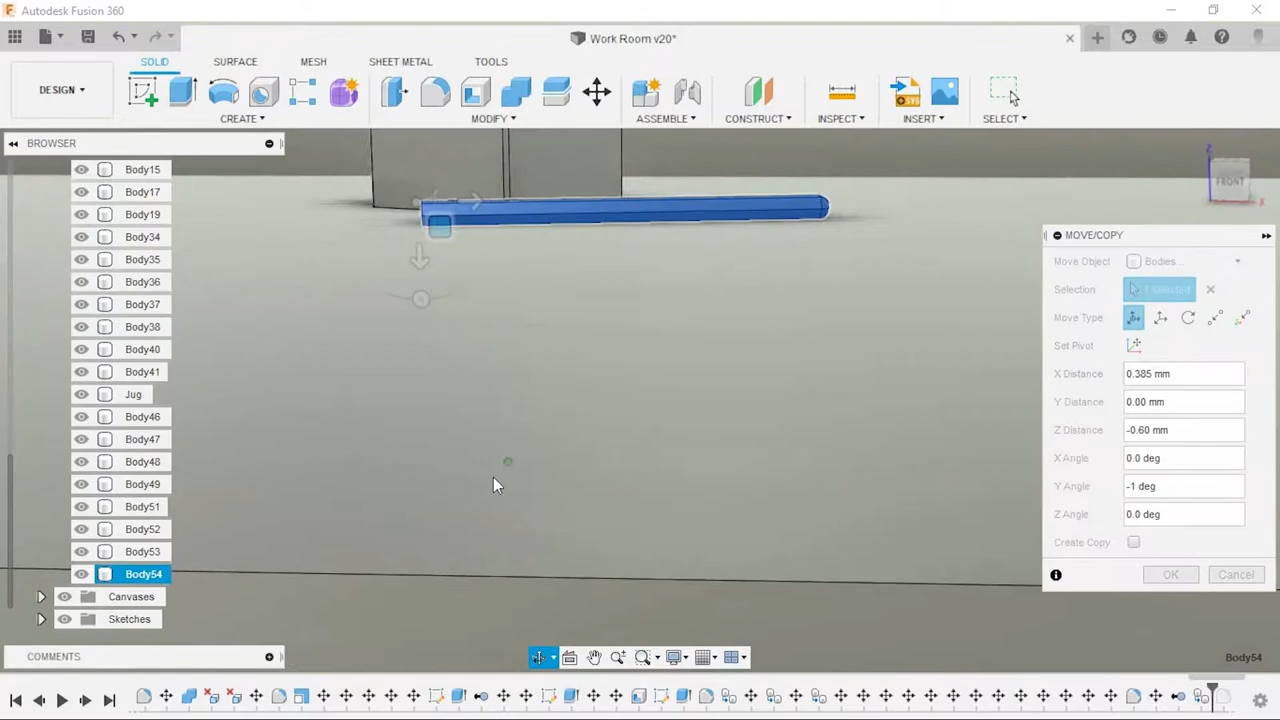 Autodesk Fusion 360
Work Room v20*
DESIGN
SOLID SURFACE MESH SHEET METAL TOOLS
CREATE MODIFY ASSEMBLE CONSTRUCT INSPECT INSERT SELECT
BROWSER
Body15
Body17
Body19
Body34
Body35
Body36
Body37
Body38
Body40
Body41
Jug
Body46
Body47
Body48
Body49
Body51
Body52
Body53
Body54
Canvases
Sketches
COMMENTS
Z
FRONT
X
MOVE/COPY
Move Object Bodies...
Selection 1 selected
Move Type
Set Pivot
X Distance 0.385 mm
Y Distance 0.00 mm
Z Distance -0.60 mm
X Angle 0.0 deg
Y Angle -1 deg
Z Angle 0.0 deg
Create Copy
OK Cancel
Body54